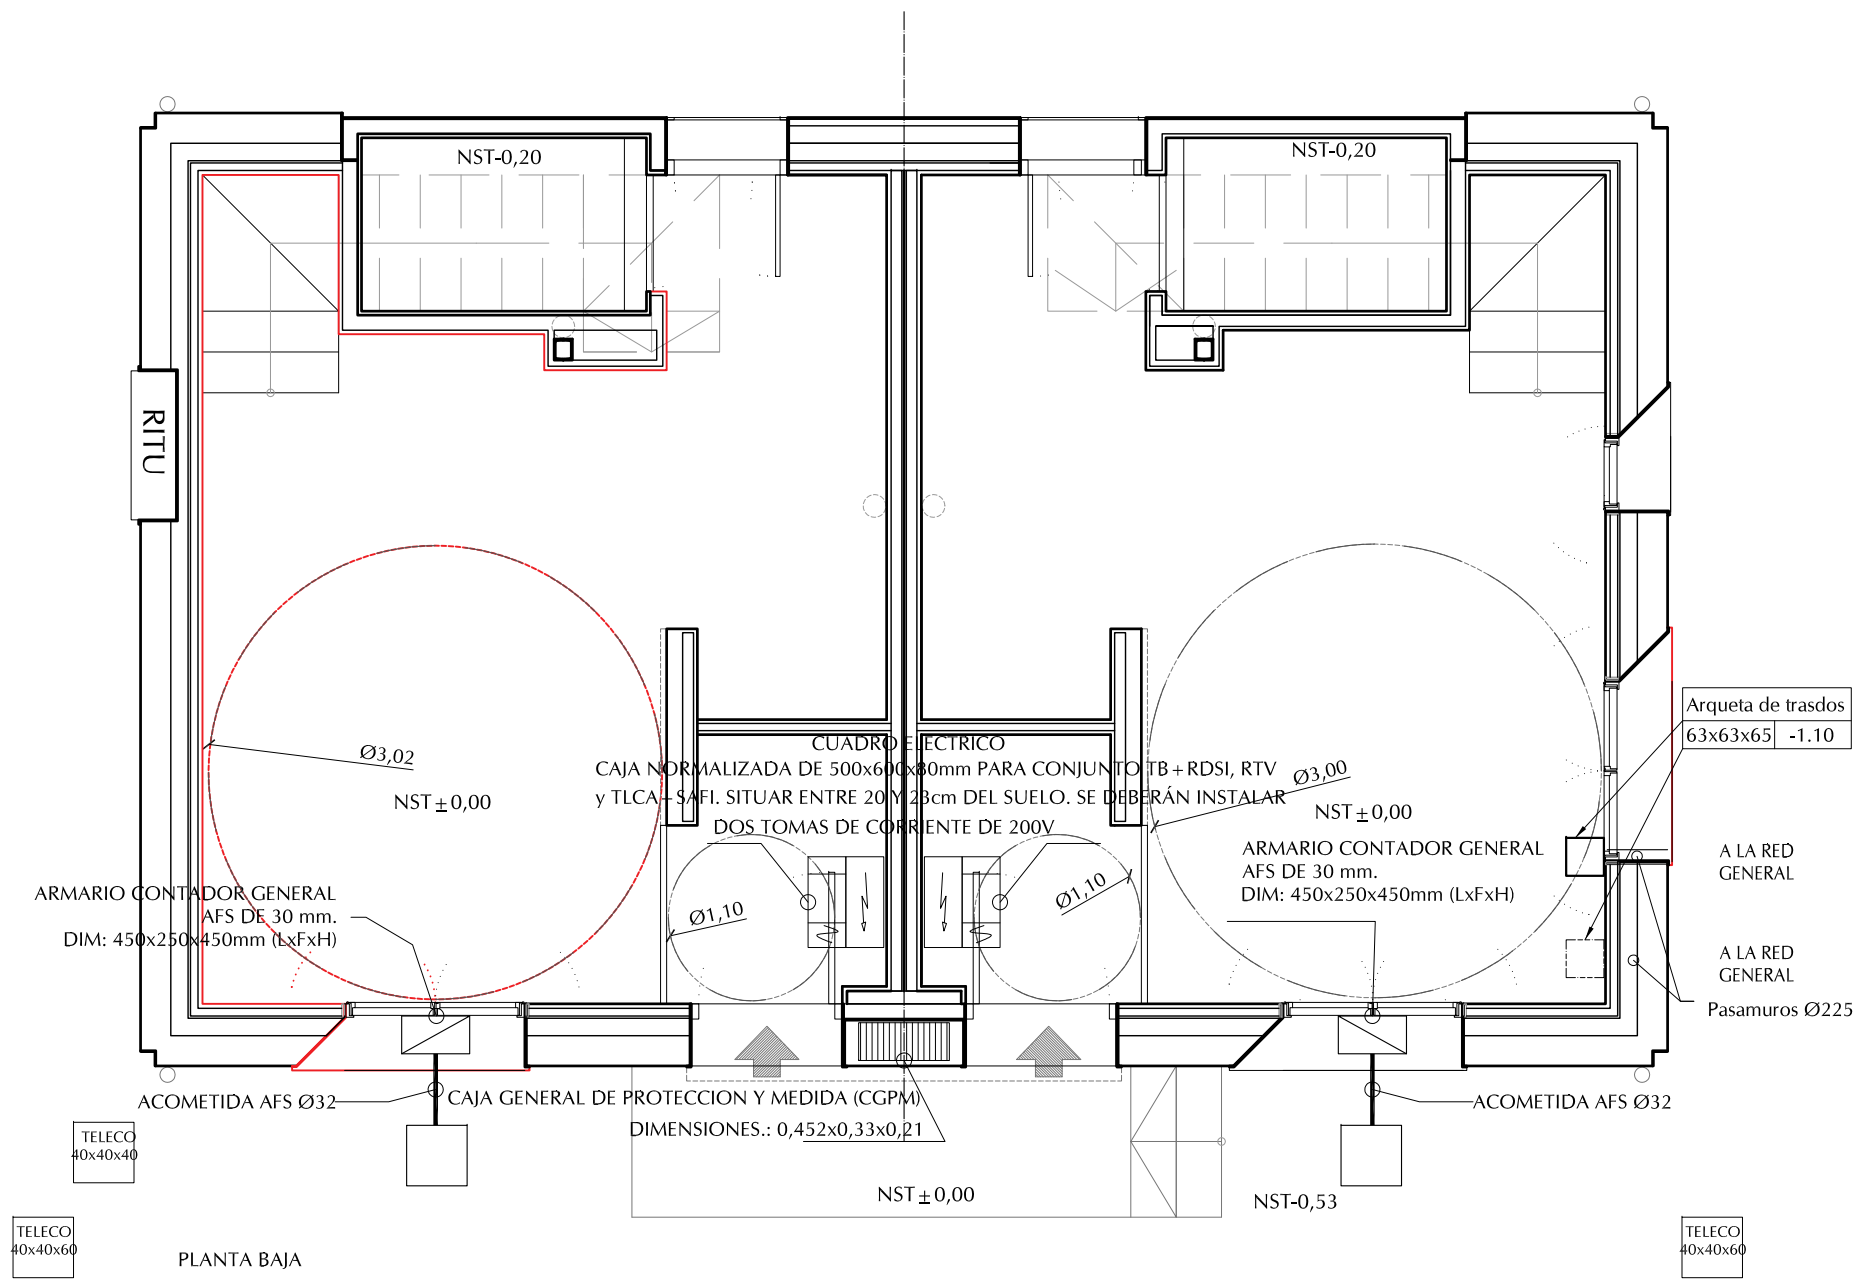 NST-0,20
NST-0,20
RITU
Ø3,02
NST±0,00
CUADRO ELECTRICO
CAJA NORMALIZADA DE 500x600x80mm PARA CONJUNTO TB+RDSI, RTV
y TLCA+SAFI. SITUAR ENTRE 20 Y 23cm DEL SUELO. SE DEBERÁN INSTALAR
DOS TOMAS DE CORRIENTE DE 200V
Ø3,00
NST±0,00
Arqueta de trasdos
63x63x65 -1.10
ARMARIO CONTADOR GENERAL
AFS DE 30 mm.
DIM: 450x250x450mm (LxFxH)
A LA RED
GENERAL
ARMARIO CONTADOR GENERAL
AFS DE 30 mm.
DIM: 450x250x450mm (LxFxH)
Ø1,10
Ø1,10
A LA RED
GENERAL
Pasamuros Ø225
ACOMETIDA AFS Ø32
CAJA GENERAL DE PROTECCION Y MEDIDA (CGPM)
DIMENSIONES.: 0,452x0,33x0,21
ACOMETIDA AFS Ø32
TELECO
40x40x40
NST±0,00
NST-0,53
TELECO
40x40x60
PLANTA BAJA
TELECO
40x40x60